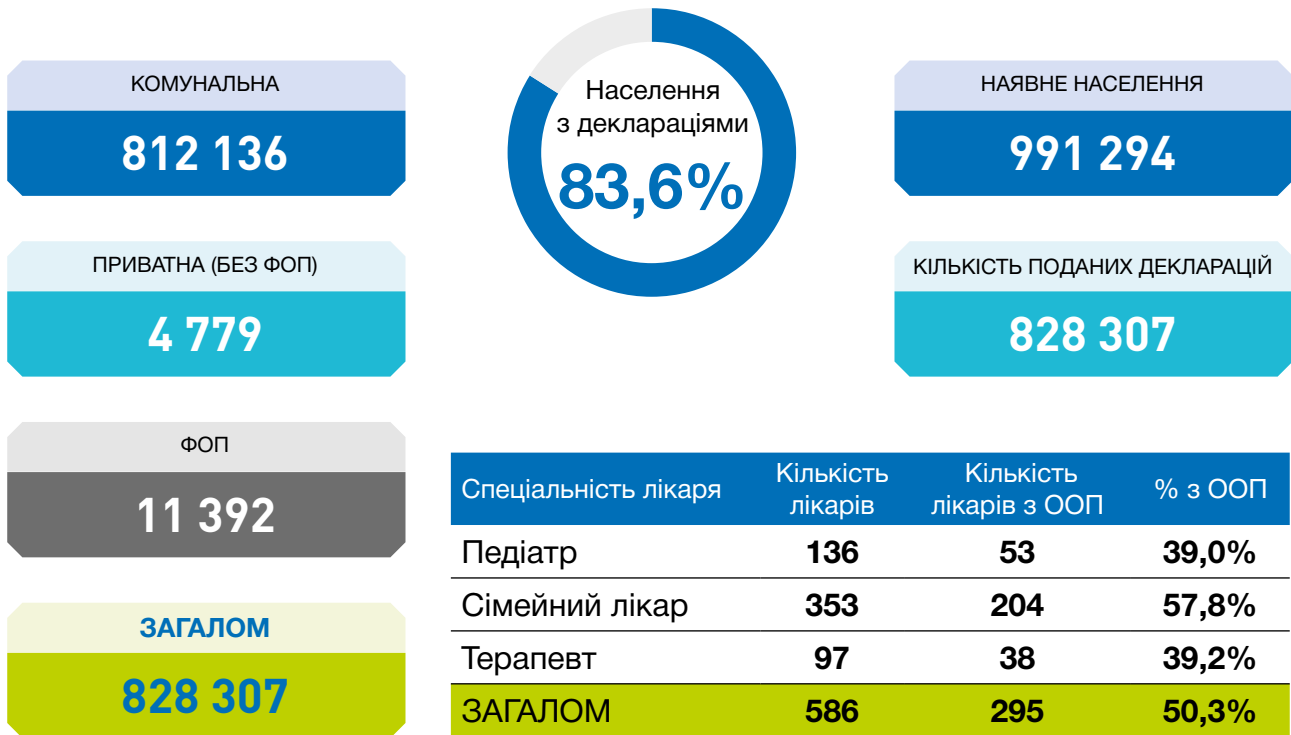 КОМУНАЛЬНА
812 136
ПРИВАТНА (БЕЗ ФОП)
4 779
ФОП
11 392
ЗАГАЛОМ
828 307
Населення
з деклараціями
83,6%
НАЯВНЕ НАСЕЛЕННЯ
991 294
КІЛЬКІСТЬ ПОДАНИХ ДЕКЛАРАЦІЙ
828 307
Спеціальність лікаря Кількість лікарів Кількість лікарів з ООП % з ООП
Педіатр 136 53 39,0%
Сімейний лікар 353 204 57,8%
Терапевт 97 38 39,2%
ЗАГАЛОМ 586 295 50,3%